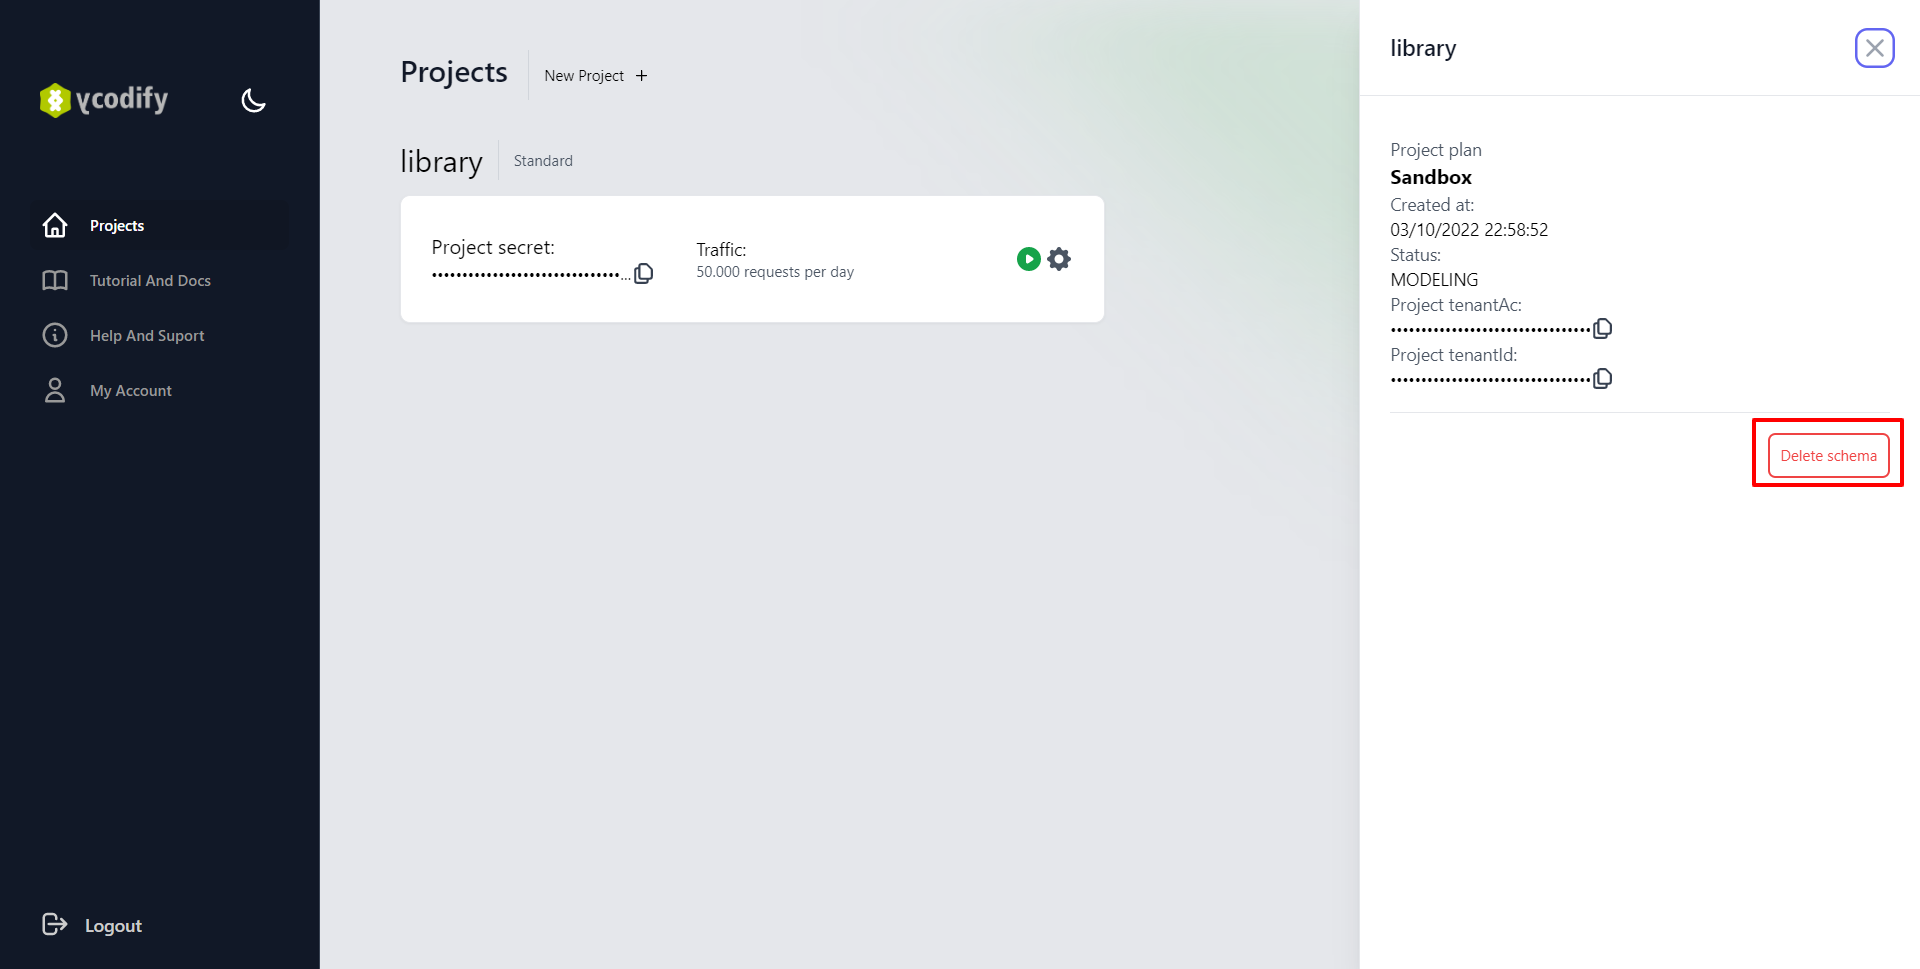 ycodify
Projects
Tutorial And Docs
Help And Suport
My Account
Logout
Projects
New Project +
library
Standard
Project secret:
••••••••••••••••••••••••••••••••...
Traffic:
50.000 requests per day
library
Project plan
Sandbox
Created at:
03/10/2022 22:58:52
Status:
MODELING
Project tenantAc:
•••••••••••••••••••••••••••••••••
Project tenantId:
•••••••••••••••••••••••••••••••••
Delete schema